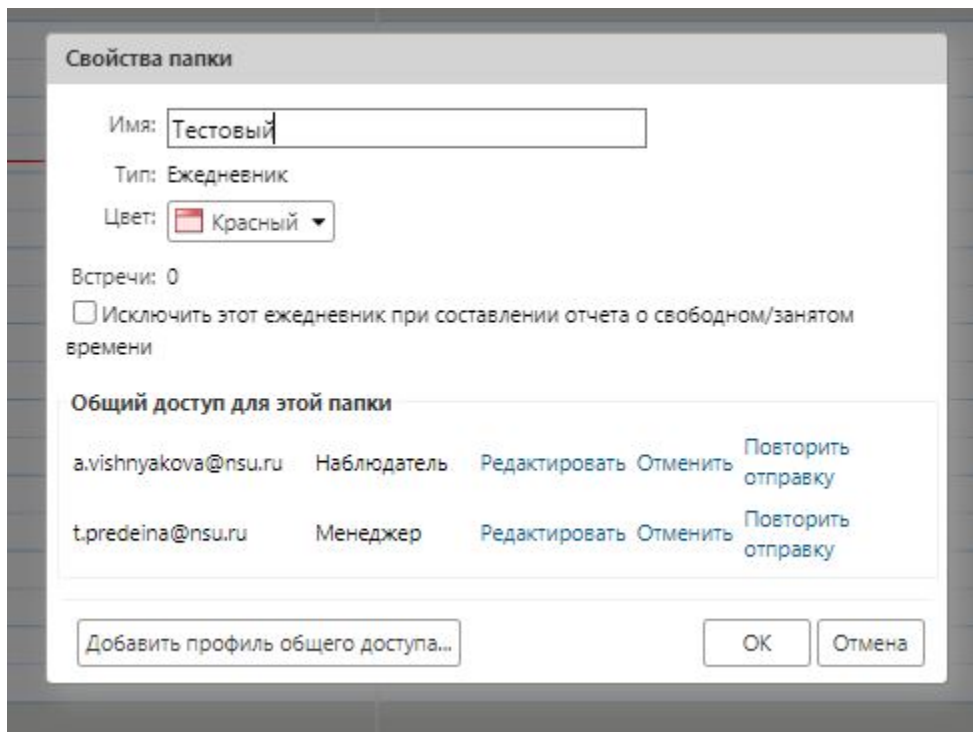 Свойства папки
Имя: Тестовый
Тип: Ежедневник
Цвет: Красный
Встречи: 0
Исключить этот ежедневник при составлении отчета о свободном/занятом
времени
Общий доступ для этой папки
a.vishnyakova@nsu.ru Наблюдатель Редактировать Отменить Повторить
отправку
t.predeina@nsu.ru Менеджер Редактировать Отменить Повторить
отправку
Добавить профиль общего доступа... ОК Отмена